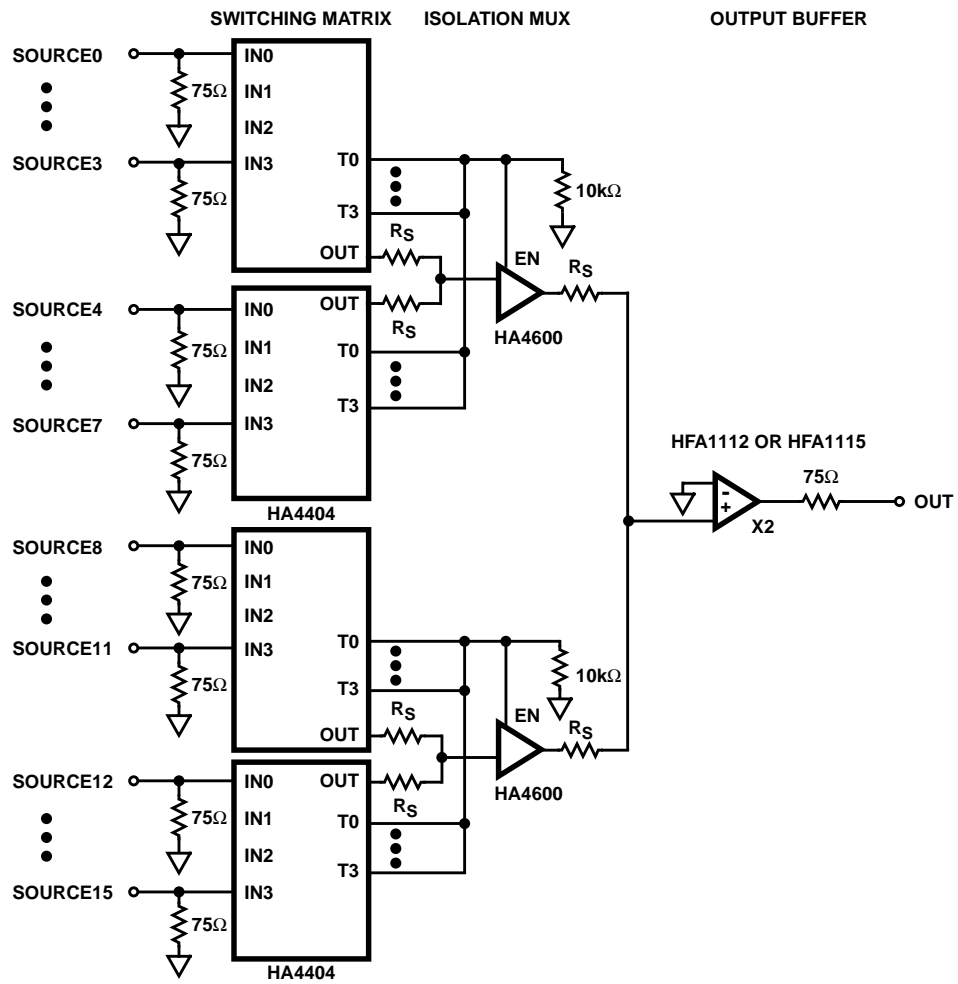 SWITCHING MATRIX
ISOLATION MUX
OUTPUT BUFFER
SOURCE0
75Ω
IN0
IN1
IN2
SOURCE3
IN3
75Ω
T0
T3
OUT
RS
10kΩ
EN
RS
HA4600
SOURCE4
75Ω
IN0
IN1
IN2
OUT
RS
T0
T3
SOURCE7
IN3
75Ω
HA4404
HFA1112 OR HFA1115
-
+
X2
75Ω
OUT
SOURCE8
75Ω
IN0
IN1
IN2
SOURCE11
IN3
75Ω
T0
T3
OUT
RS
10kΩ
EN
RS
HA4600
SOURCE12
75Ω
IN0
IN1
IN2
OUT
RS
T0
T3
SOURCE15
IN3
75Ω
HA4404